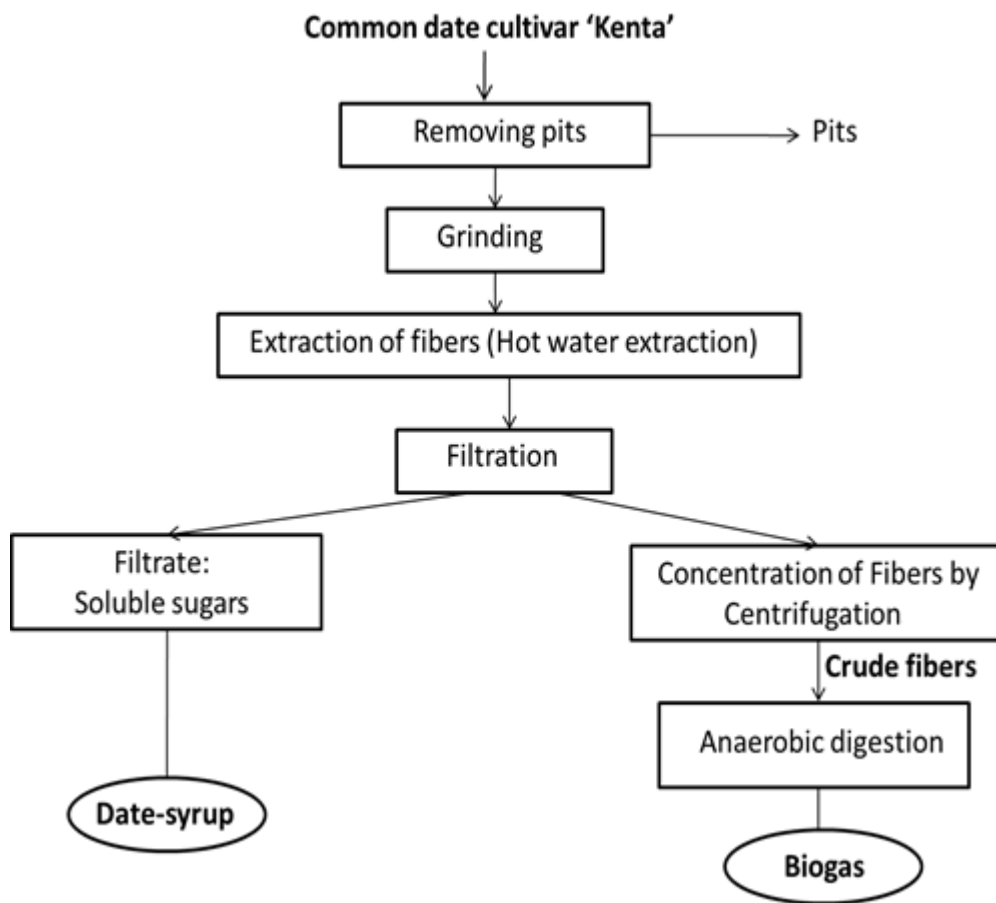 Common date cultivar ‘Kenta’
Removing pits
Pits
Grinding
Extraction of fibers (Hot water extraction)
Filtration
Filtrate:
Soluble sugars
Concentration of Fibers by
Centrifugation
Crude fibers
Anaerobic digestion
Date-syrup
Biogas